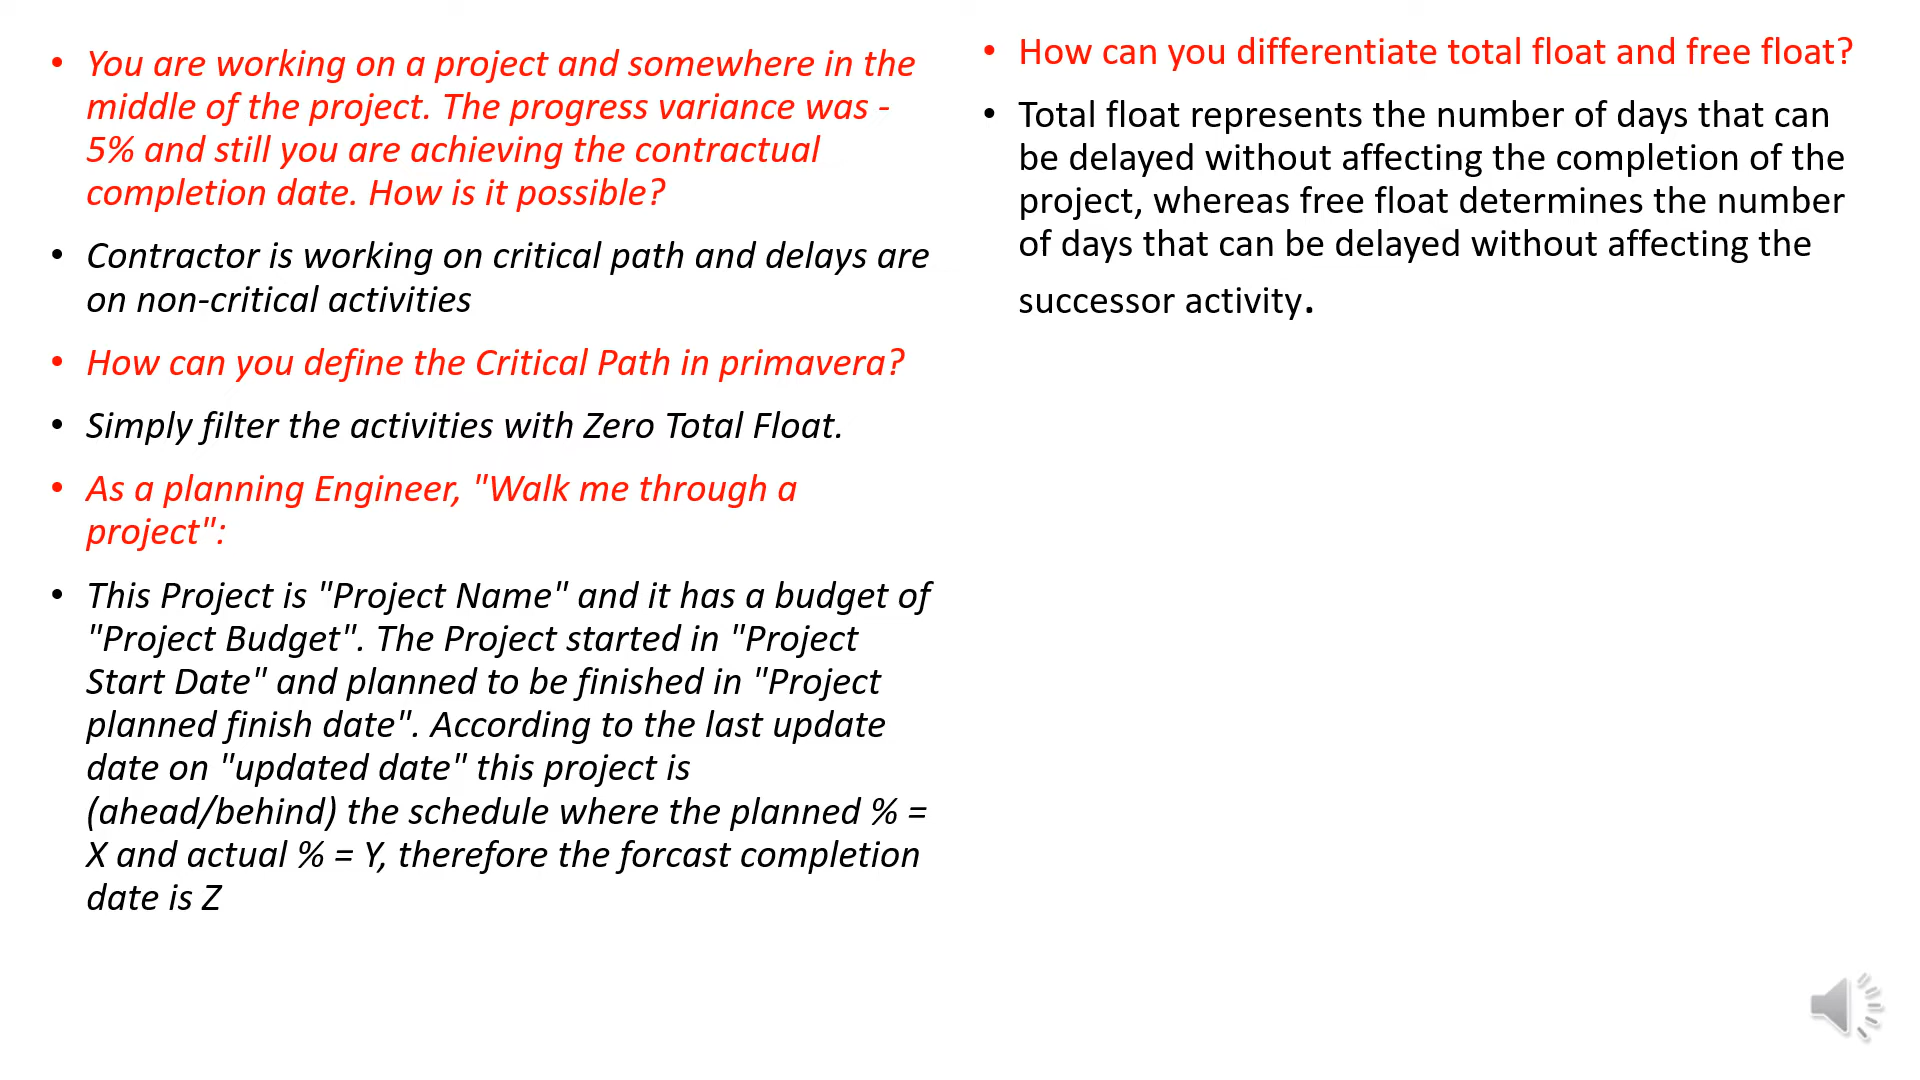 • You are working on a project and somewhere in the
middle of the project. The progress variance was -
5% and still you are achieving the contractual
completion date. How is it possible?
• Contractor is working on critical path and delays are
on non-critical activities
• How can you define the Critical Path in primavera?
• Simply filter the activities with Zero Total Float.
• As a planning Engineer, "Walk me through a
project":
• This Project is "Project Name" and it has a budget of
"Project Budget". The Project started in "Project
Start Date" and planned to be finished in "Project
planned finish date". According to the last update
date on "updated date" this project is
(ahead/behind) the schedule where the planned % =
X and actual % = Y, therefore the forcast completion
date is Z
• How can you differentiate total float and free float?
• Total float represents the number of days that can
be delayed without affecting the completion of the
project, whereas free float determines the number
of days that can be delayed without affecting the
successor activity.